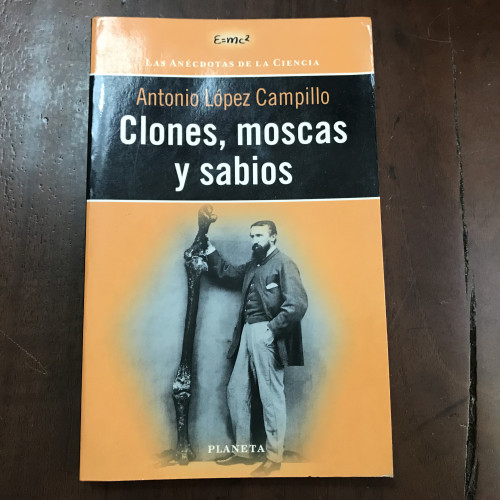 E=mc²
LAS ANÉCDOTAS DE LA CIENCIA
Antonio López Campillo
Clones, moscas
y sabios
PLANETA